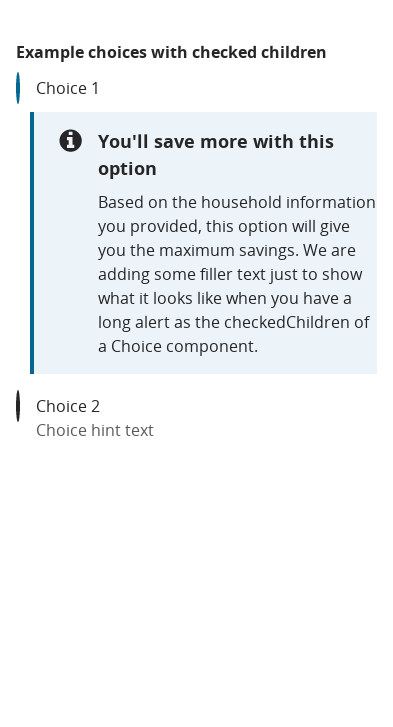 Example choices with checked children
Choice 1
You'll save more with this
option
Based on the household information
you provided, this option will give
you the maximum savings. We are
adding some filler text just to show
what it looks like when you have a
long alert as the checkedChildren of
a Choice component.
Choice 2
Choice hint text